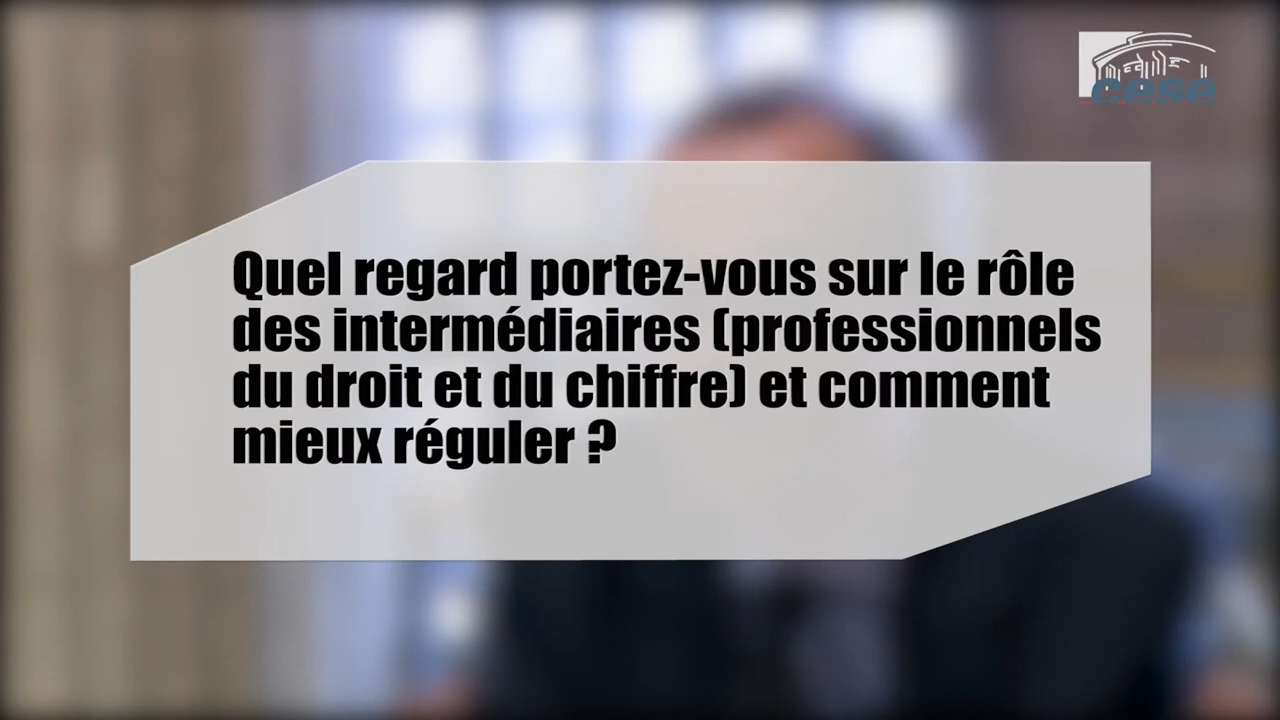 cese
Quel regard portez-vous sur le rôle
des intermédiaires (professionnels
du droit et du chiffre) et comment
mieux réguler ?